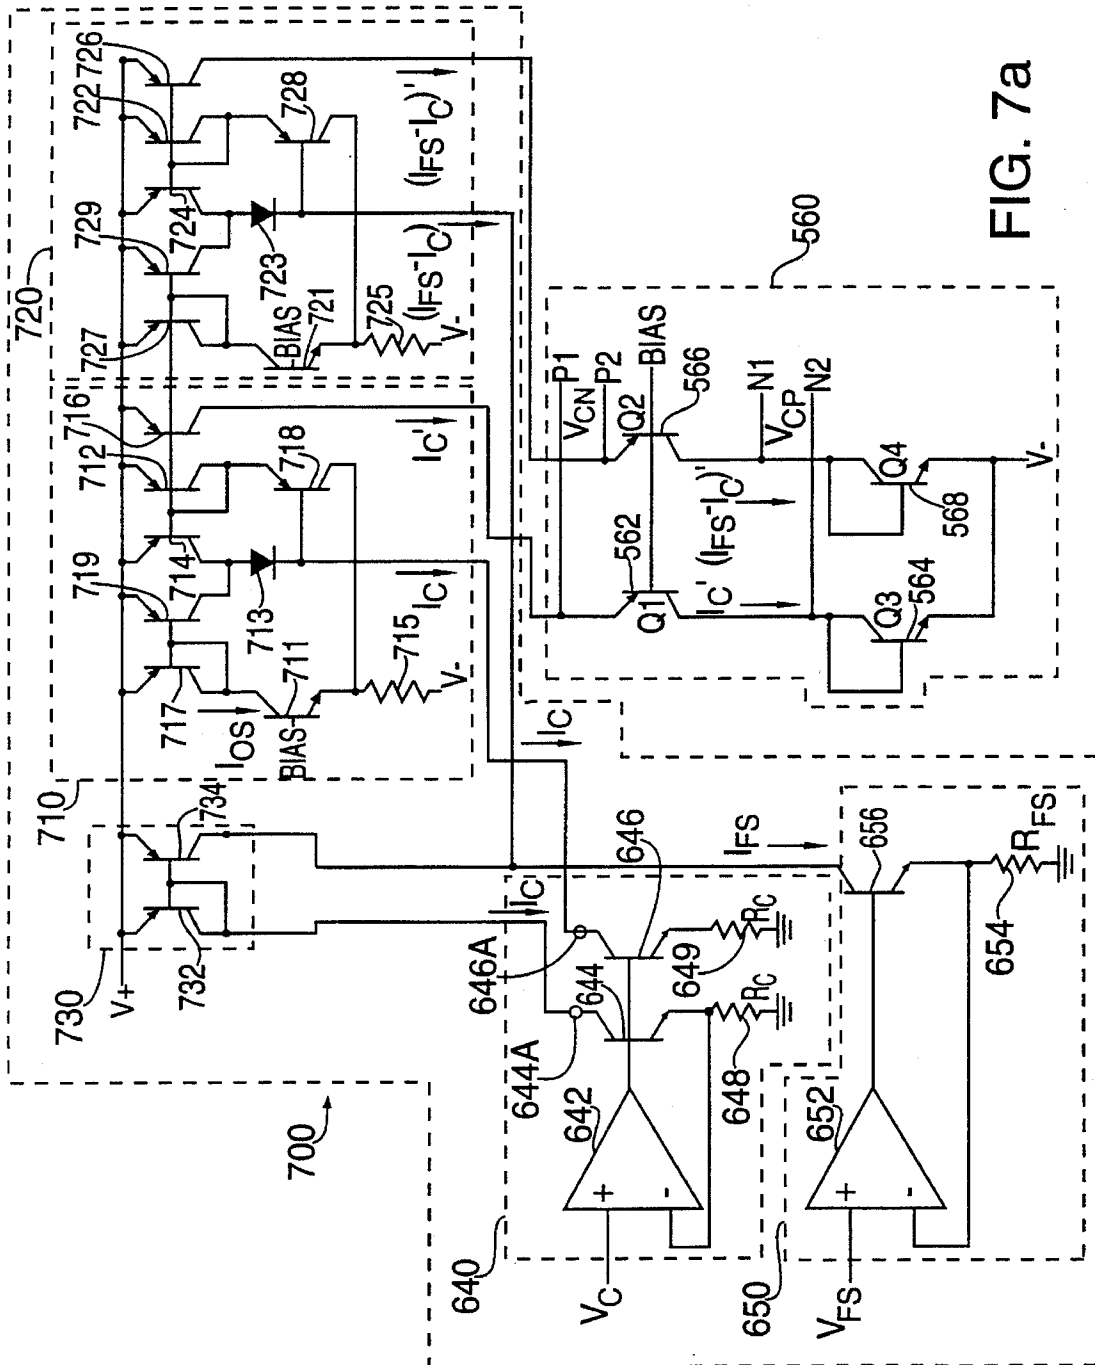 726
722
729
727
724
728
723
BIAS
721
725
V-
720
(IFS-IC)
(IFS-IC)'
716
712
719
717
714
718
713
IOS
711
BIAS
715
V-
IC
IC'
710
734
732
730
V+
700
560
P1
VCN
P2
Q2
BIAS
566
562
Q1
IC'
(IFS-IC)'
N1
VCP
N2
Q4
568
Q3
564
V-
IC
IC
IFS
646
646A
644
644A
642
+
-
649
RC
648
RC
640
VC
656
652
+
-
654
RFS
650
VFS
FIG. 7a